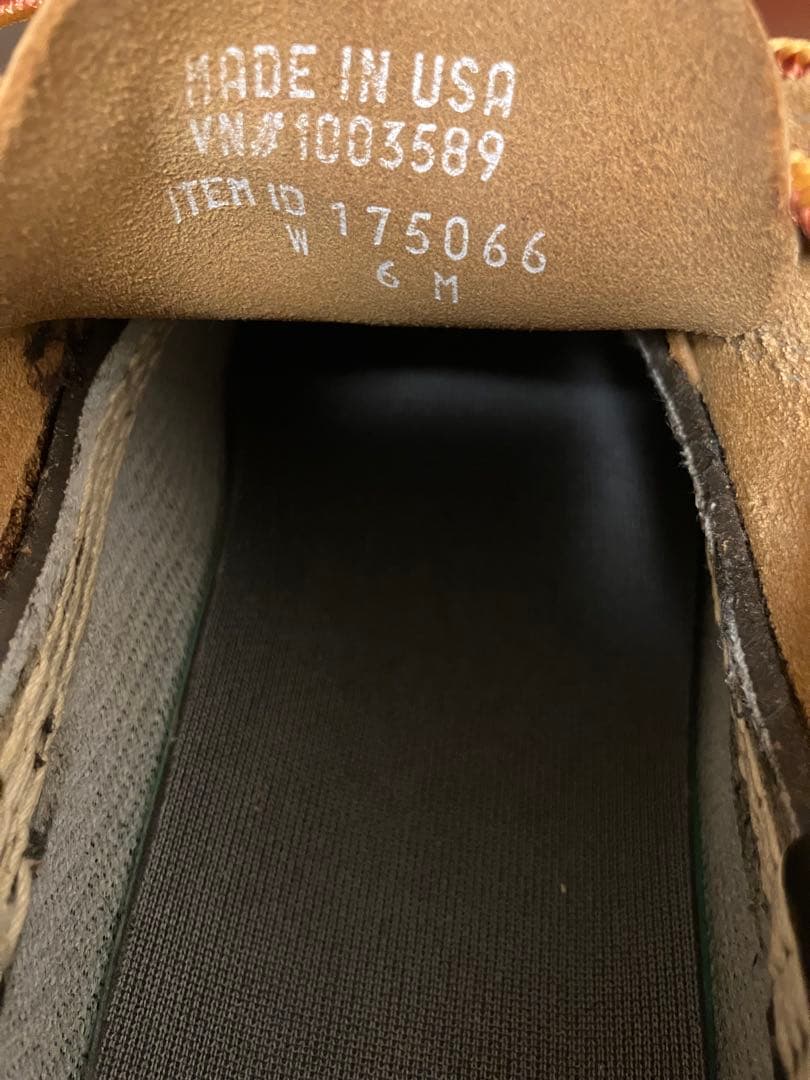 MADE IN USA
VN#1003589
ITEM ID 175066
W 6 M